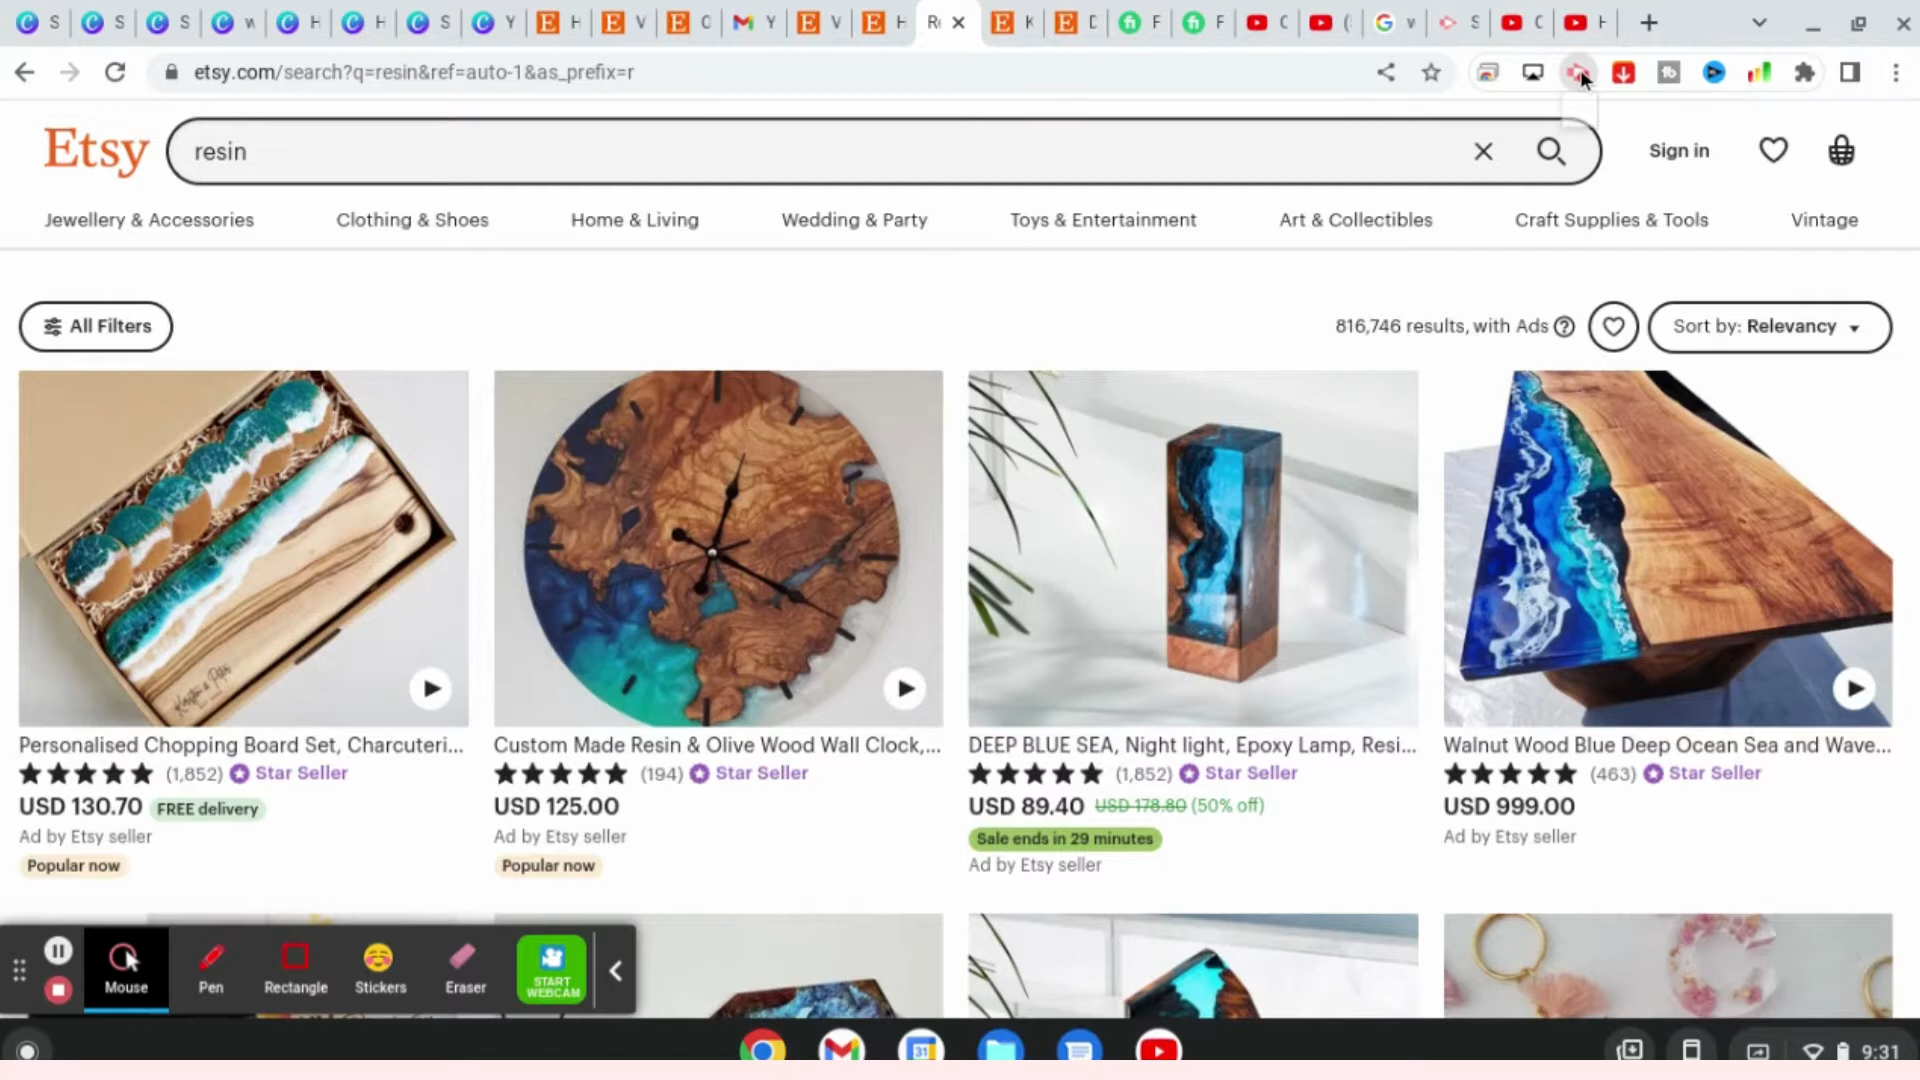 S
S
S
w
H
H
S
Y
H
V
C
Y
V
H
Re
K
D
F
F
C
(
w
S
C
H
etsy.com/search?q=resin&ref=auto-1&as_prefix=r
Etsy
resin
Sign in
Jewellery & Accessories
Clothing & Shoes
Home & Living
Wedding & Party
Toys & Entertainment
Art & Collectibles
Craft Supplies & Tools
Vintage
All Filters
816,746 results, with Ads
Sort by: Relevancy
Personalised Chopping Board Set, Charcuteri...
(1,852) Star Seller
USD 130.70 FREE delivery
Ad by Etsy seller
Popular now
Custom Made Resin & Olive Wood Wall Clock,...
(194) Star Seller
USD 125.00
Ad by Etsy seller
Popular now
DEEP BLUE SEA, Night light, Epoxy Lamp, Resi...
(1,852) Star Seller
USD 89.40 USD 178.80 (50% off)
Sale ends in 29 minutes
Ad by Etsy seller
Walnut Wood Blue Deep Ocean Sea and Wave...
(463) Star Seller
USD 999.00
Ad by Etsy seller
Mouse
Pen
Rectangle
Stickers
Eraser
START
WEBCAM
31
9:31